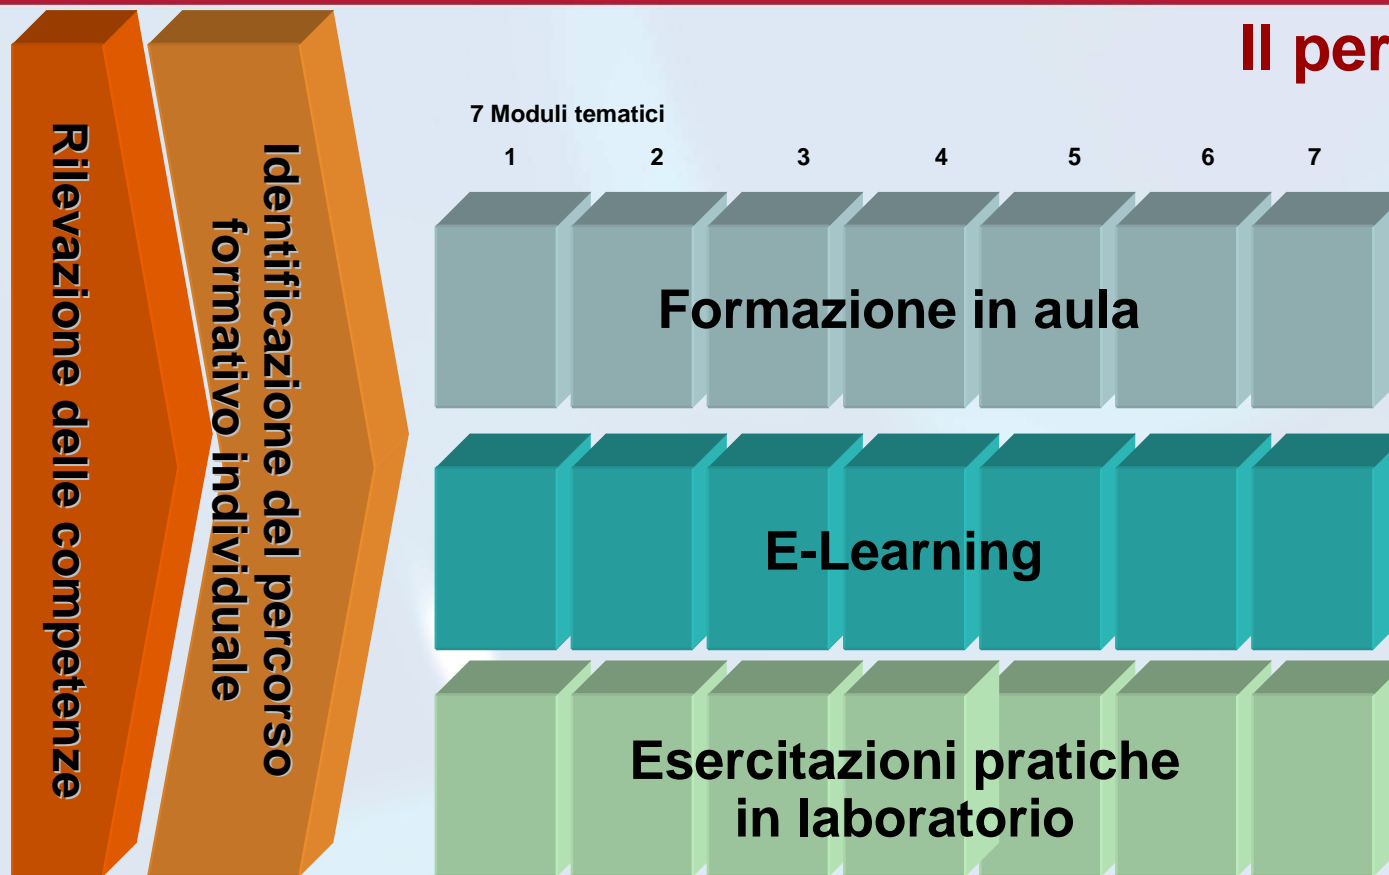 Il per
7 Moduli tematici
1 2 3 4 5 6 7
Rilevazione delle competenze
Identificazione del percorso
formativo individuale
Formazione in aula
E-Learning
Esercitazioni pratiche
in laboratorio